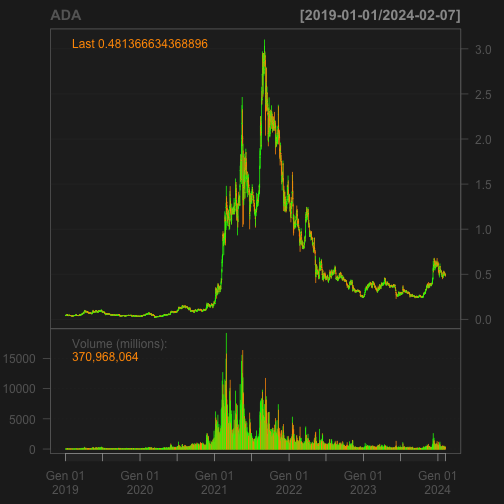 ADA [2019-01-01/2024-02-07]
Last 0.481366634368896
3.0
2.5
2.0
1.5
1.0
0.5
0.0
Volume (millions):
370,968,064
15000
10000
5000
0
Gen 01 Gen 01 Gen 01 Gen 01 Gen 01 Gen 01
2019 2020 2021 2022 2023 2024